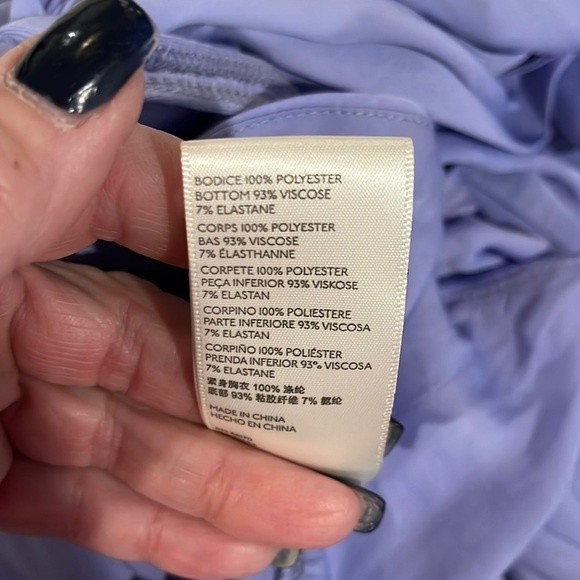 BODICE 100% POLYESTER
BOTTOM 93% VISCOSE
7% ELASTANE
CORPS 100% POLYESTER
BAS 93% VISCOSE
7% ÉLASTHANNE
CORPETE 100% POLIÉSTER
PEÇA INFERIOR 93% VISKOSE
7% ELASTAN
CORPINO 100% POLIESTERE
PARTE INFERIORE 93% VISCOSA
7% ELASTAN
CORPIÑO 100% POLIÉSTER
PRENDA INFERIOR 93% VISCOSA
7% ELASTANE
紧身胸衣 100% 涤纶
底部 93% 粘胶纤维 7% 氨纶
MADE IN CHINA
HECHO EN CHINA